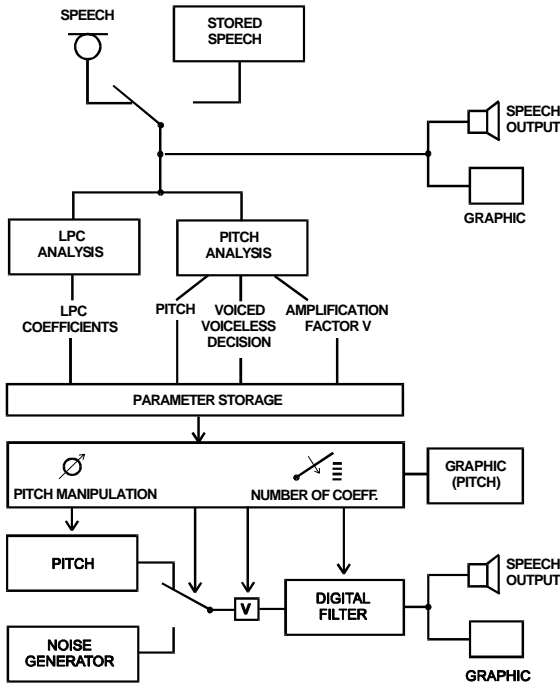 SPEECH
STORED
SPEECH
SPEECH
OUTPUT
GRAPHIC
LPC
ANALYSIS
PITCH
ANALYSIS
LPC
COEFFICIENTS
PITCH
VOICED
VOICELESS
DECISION
AMPLIFICATION
FACTOR V
PARAMETER STORAGE
PITCH MANIPULATION
NUMBER OF COEFF.
GRAPHIC
(PITCH)
PITCH
V
DIGITAL
FILTER
SPEECH
OUTPUT
NOISE
GENERATOR
GRAPHIC